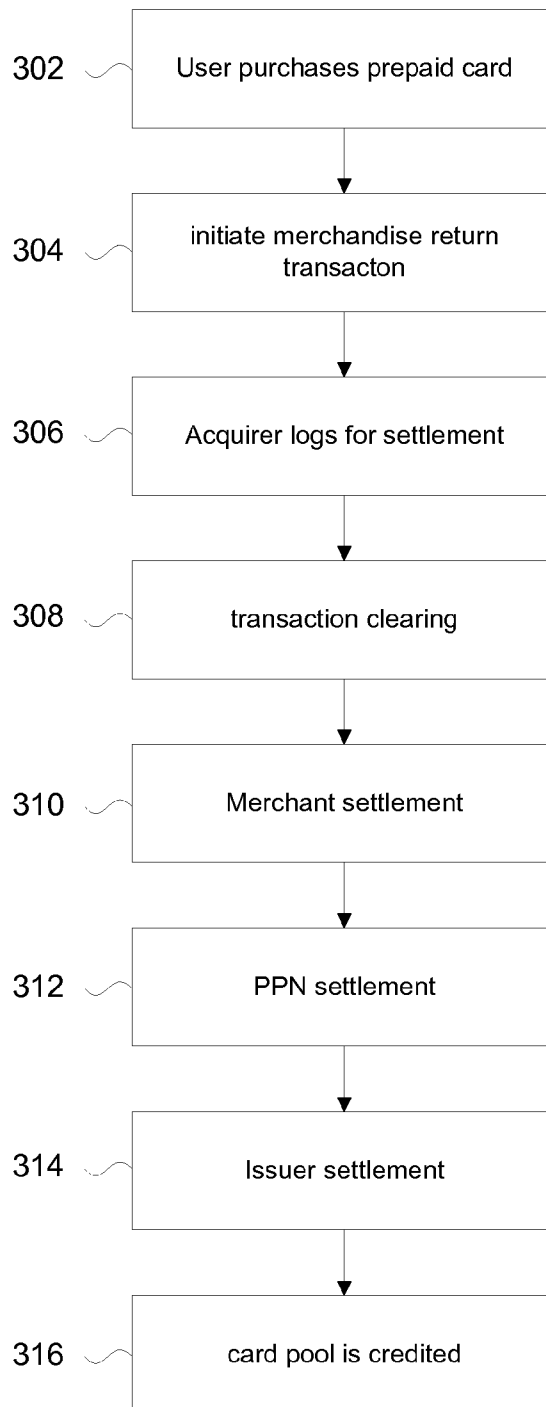 302
User purchases prepaid card
304
initiate merchandise return
transacton
306
Acquirer logs for settlement
308
transaction clearing
310
Merchant settlement
312
PPN settlement
314
Issuer settlement
316
card pool is credited